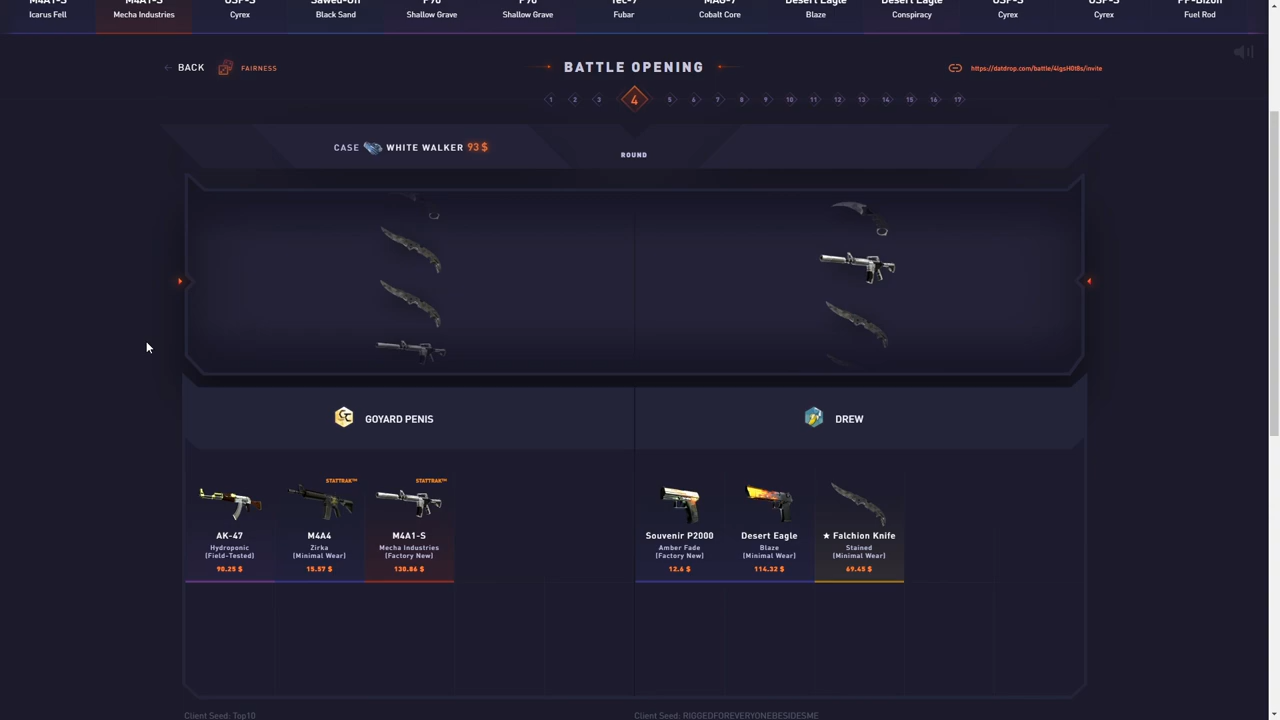 M4A1-S M4A1-S USP-S Sawed-Off P90 P90 Tec-9 MAG-7 Desert Eagle Desert Eagle USP-S USP-S PP-Bizon
Icarus Fell Mecha Industries Cyrex Black Sand Shallow Grave Shallow Grave Fubar Cobalt Core Blaze Conspiracy Cyrex Cyrex Fuel Rod
← BACK FAIRNESS BATTLE OPENING https://datdrop.com/battle/4lgsH0t8s/invite
1 2 3 4 5 6 7 8 9 10 11 12 13 14 15 16 17
CASE WHITE WALKER 93 $
ROUND
GOYARD PENIS
DREW
STATTRAK™ STATTRAK™
AK-47 M4A4 M4A1-S
Hydroponic Zirka Mecha Industries
(Field-Tested) (Minimal Wear) (Factory New)
90.25 $ 15.57 $ 130.86 $
Souvenir P2000 Desert Eagle ★ Falchion Knife
Amber Fade Blaze Stained
(Factory New) (Minimal Wear) (Minimal Wear)
12.6 $ 114.32 $ 69.45 $
Client Seed: Top10 Client Seed: RIGGEDFOREVERYONEBESIDESME